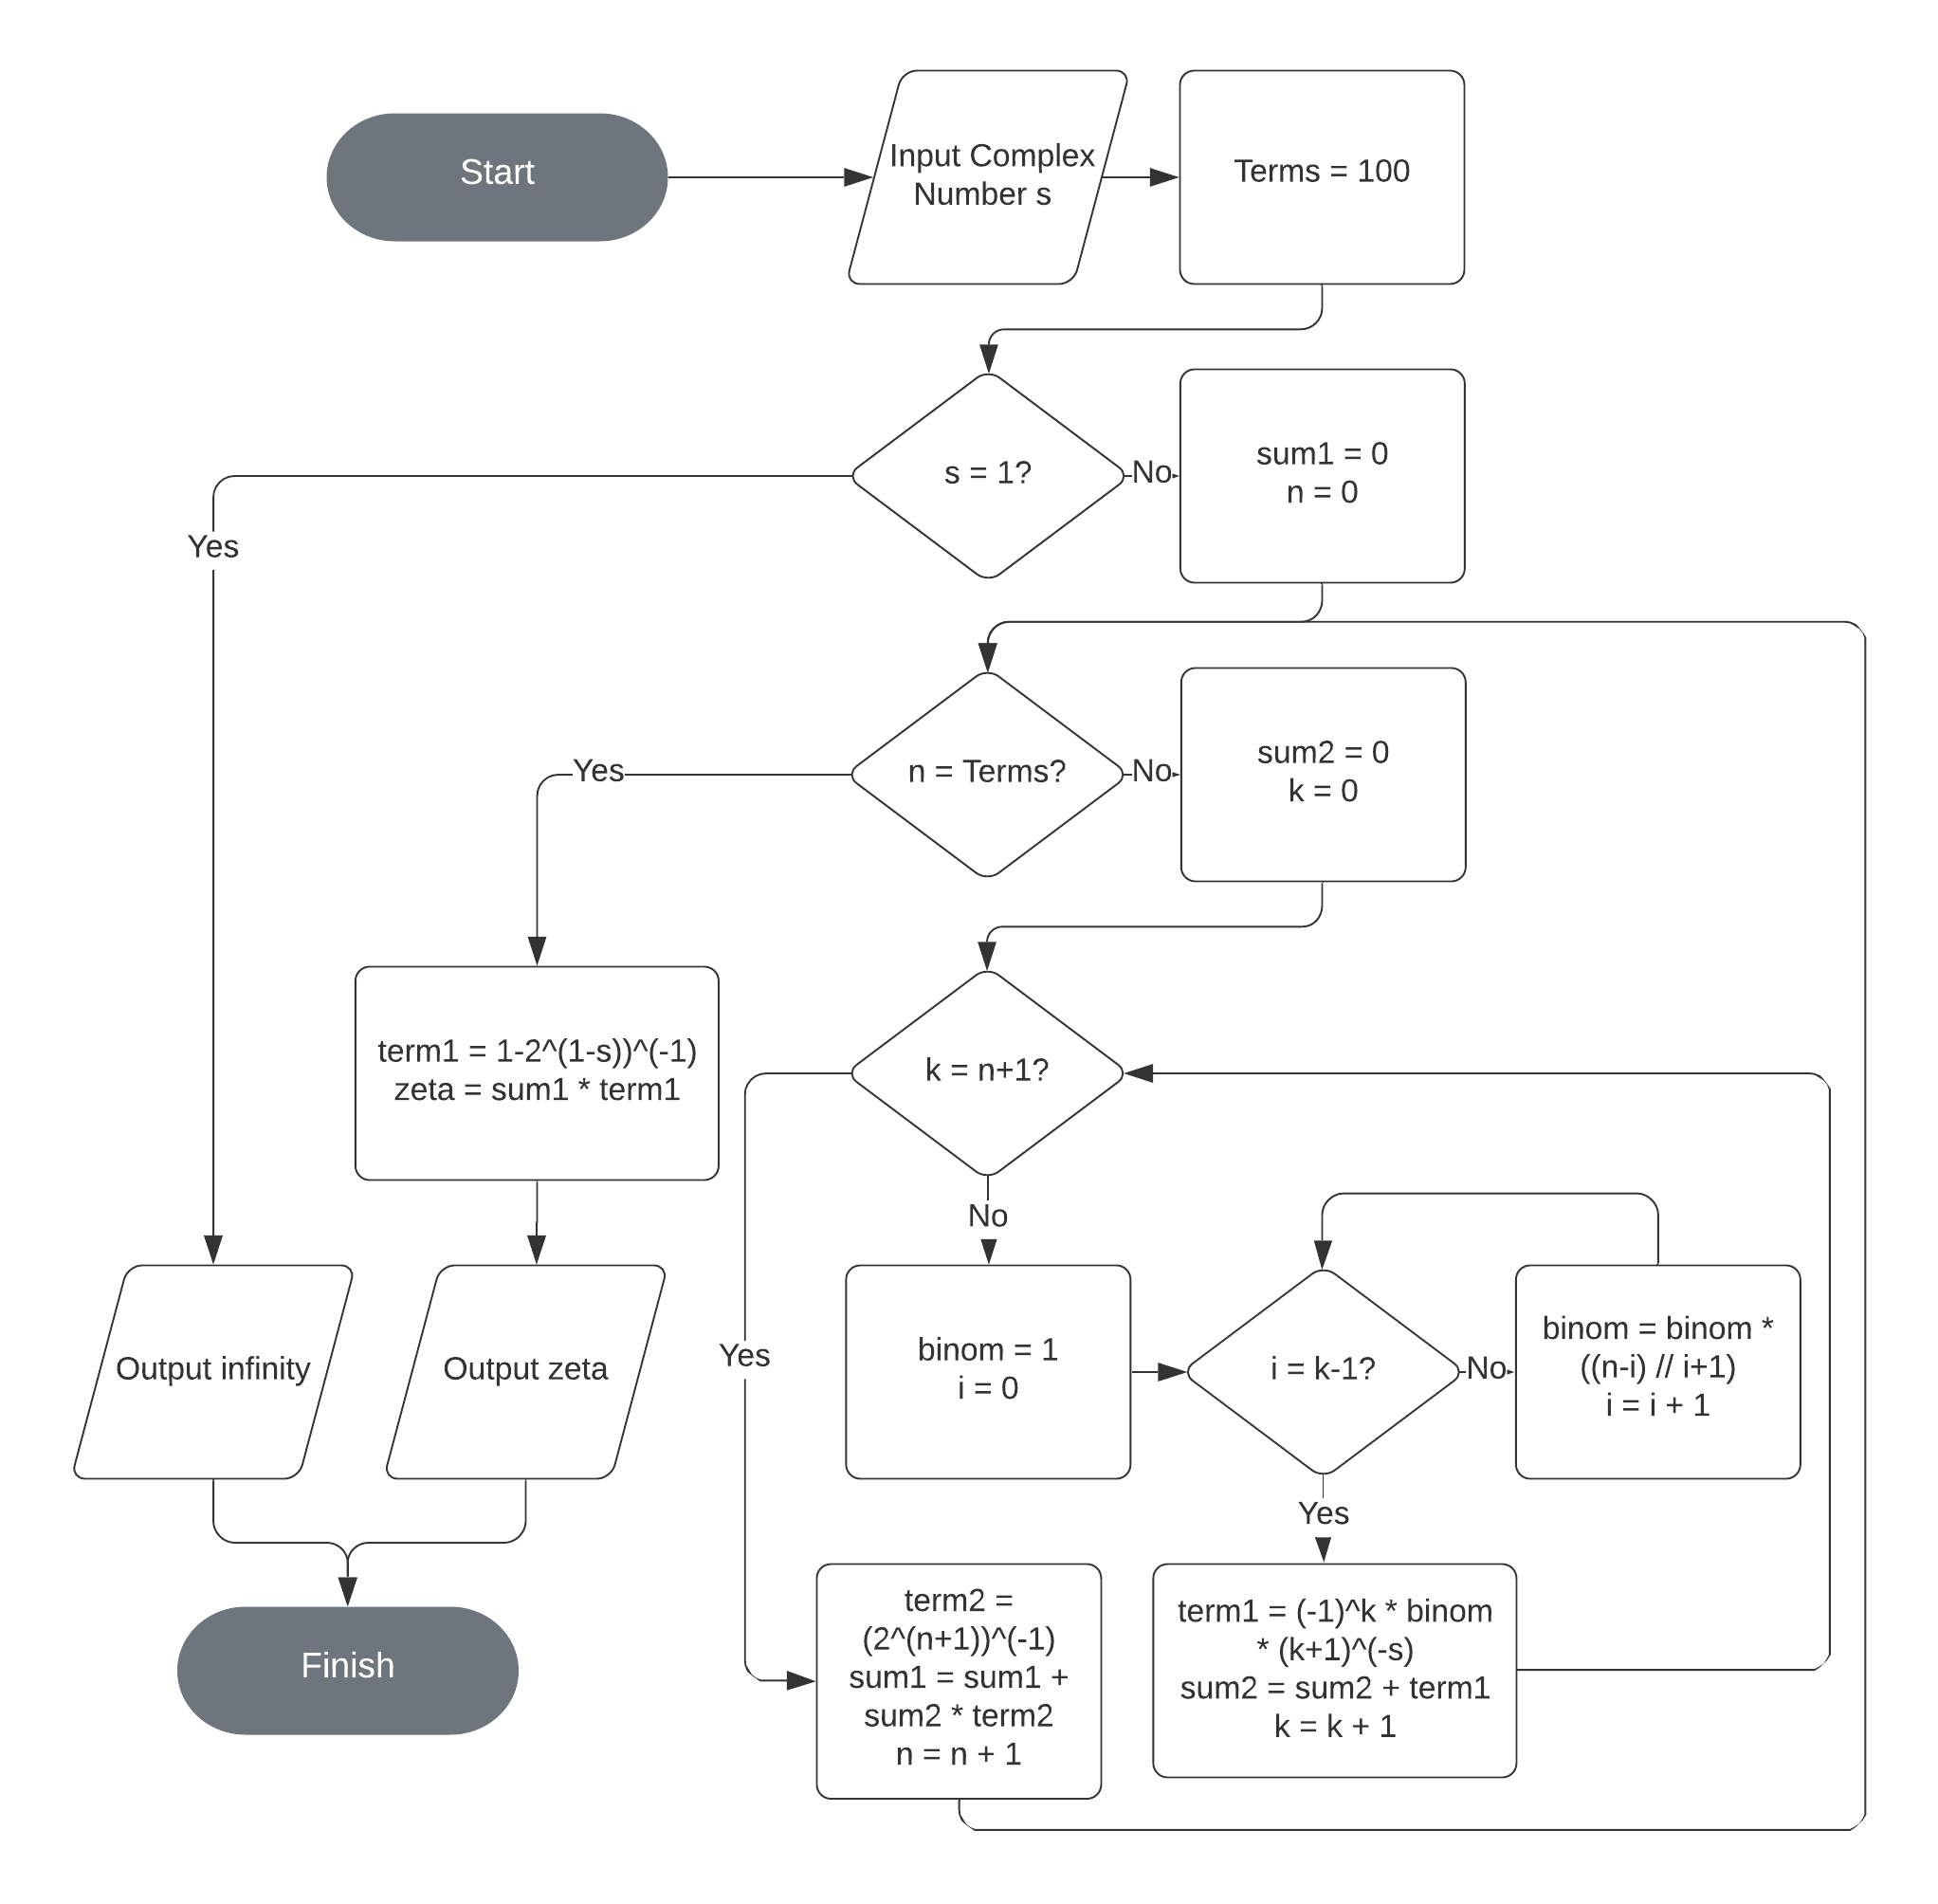 Start
Input Complex
Number s
Terms = 100
s = 1?
No
sum1 = 0
n = 0
Yes
n = Terms?
No
sum2 = 0
k = 0
Yes
term1 = 1-2^(1-s))^(-1)
zeta = sum1 * term1
k = n+1?
No
Yes
Output infinity
Output zeta
binom = 1
i = 0
i = k-1?
No
binom = binom *
((n-i) // i+1)
i = i + 1
Yes
Finish
term2 =
(2^(n+1))^(-1)
sum1 = sum1 +
sum2 * term2
n = n + 1
term1 = (-1)^k * binom
* (k+1)^(-s)
sum2 = sum2 + term1
k = k + 1